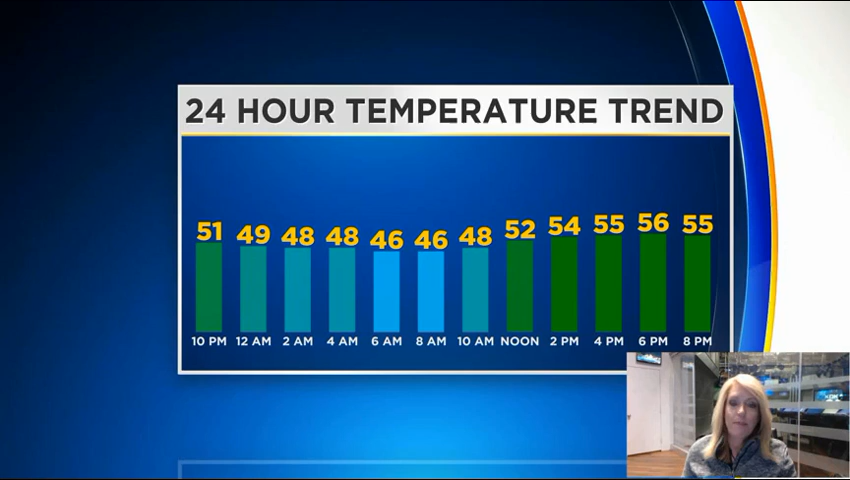 24 HOUR TEMPERATURE TREND
51 49 48 48 46 46 48 52 54 55 56 55
10 PM 12 AM 2 AM 4 AM 6 AM 8 AM 10 AM NOON 2 PM 4 PM 6 PM 8 PM